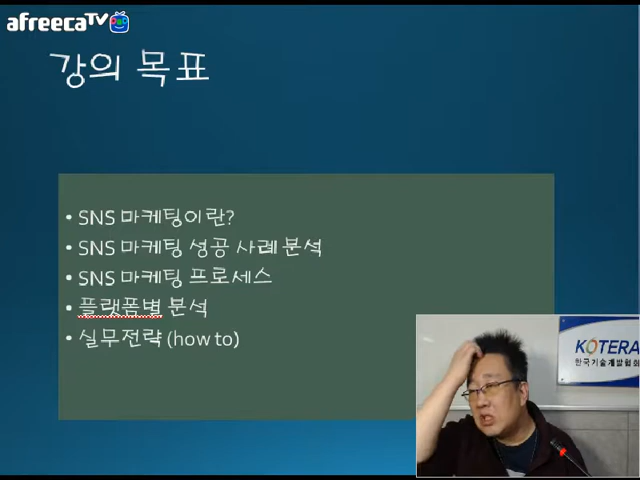 afreecaTV
강의 목표
• SNS 마케팅이란?
• SNS 마케팅 성공 사례 분석
• SNS 마케팅 프로세스
• 플랫폼별 분석
• 실무전략 (how to)
KOTERA
한국기술개발협회